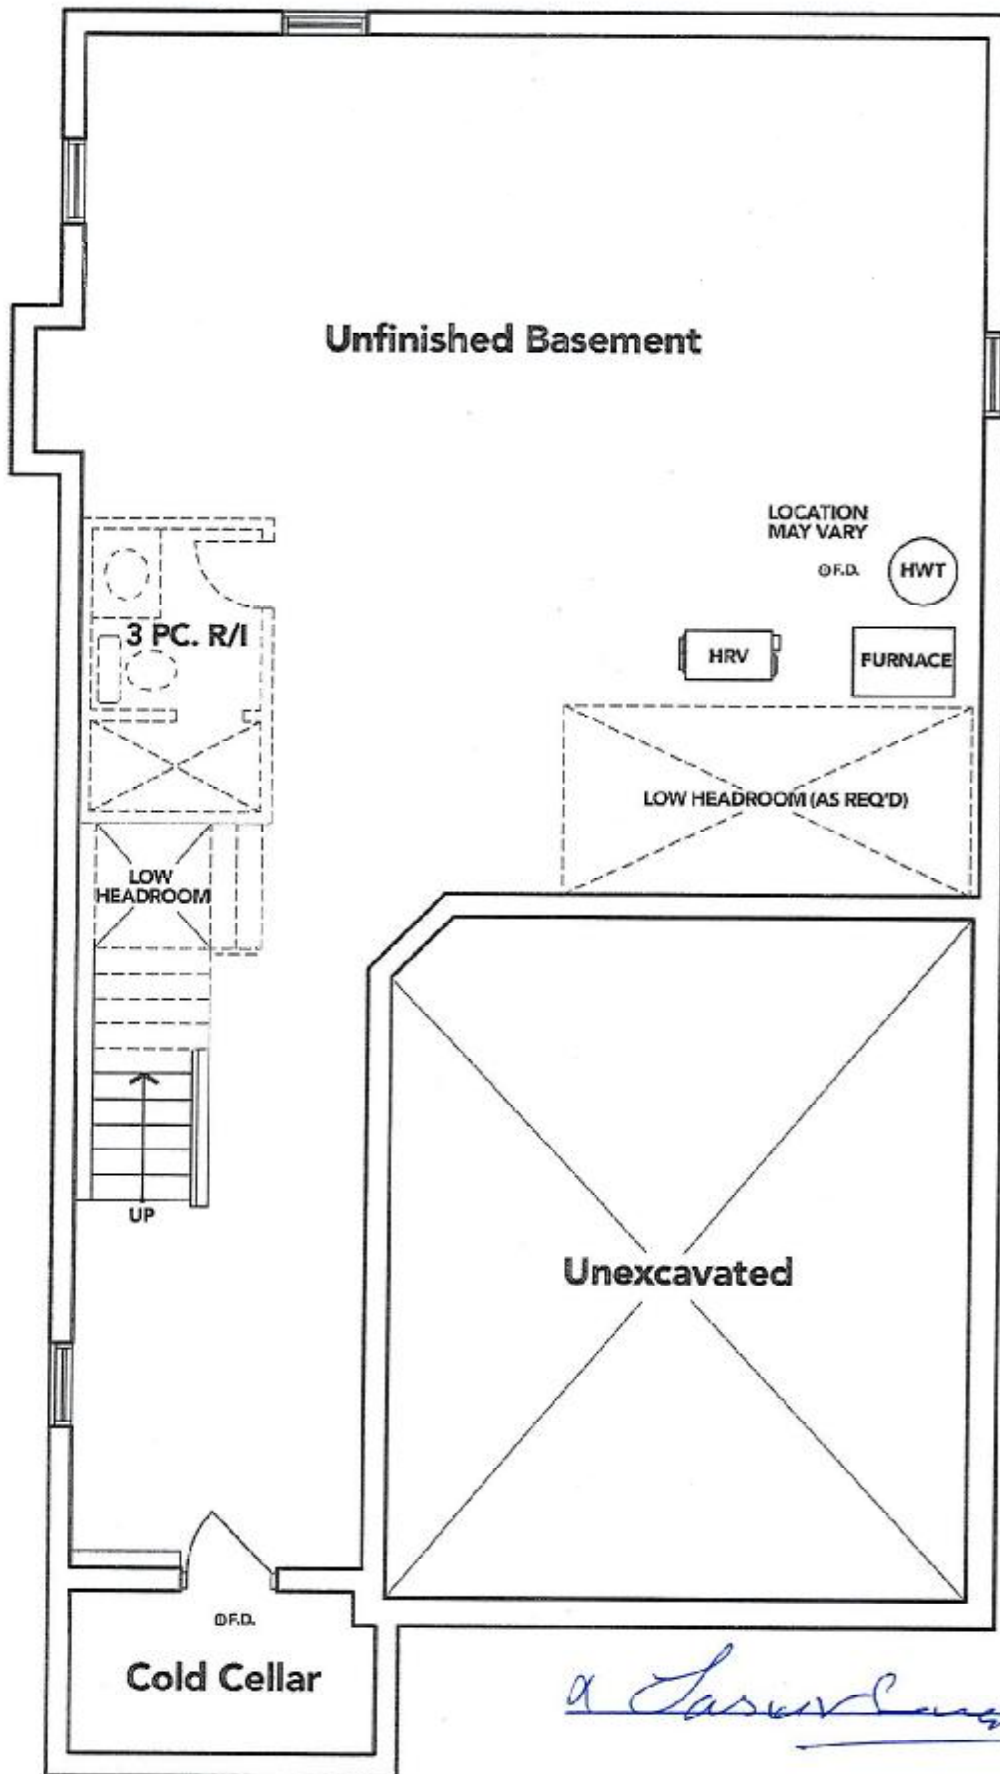 Unfinished Basement
LOCATION
MAY VARY
F.D.
HWT
3 PC. R/I
HRV
FURNACE
LOW HEADROOM (AS REQ'D)
LOW
HEADROOM
UP
Unexcavated
F.D.
Cold Cellar